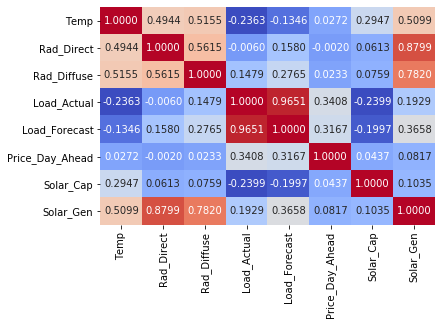 Temp 1.0000 0.4944 0.5155 -0.2363 -0.1346 0.0272 0.2947 0.5099
Rad_Direct 0.4944 1.0000 0.5615 -0.0060 0.1580 -0.0020 0.0613 0.8799
Rad_Diffuse 0.5155 0.5615 1.0000 0.1479 0.2765 0.0233 0.0759 0.7820
Load_Actual -0.2363 -0.0060 0.1479 1.0000 0.9651 0.3408 -0.2399 0.1929
Load_Forecast -0.1346 0.1580 0.2765 0.9651 1.0000 0.3167 -0.1997 0.3658
Price_Day_Ahead 0.0272 -0.0020 0.0233 0.3408 0.3167 1.0000 0.0437 0.0817
Solar_Cap 0.2947 0.0613 0.0759 -0.2399 -0.1997 0.0437 1.0000 0.1035
Solar_Gen 0.5099 0.8799 0.7820 0.1929 0.3658 0.0817 0.1035 1.0000
Temp
Rad_Direct
Rad_Diffuse
Load_Actual
Load_Forecast
Price_Day_Ahead
Solar_Cap
Solar_Gen